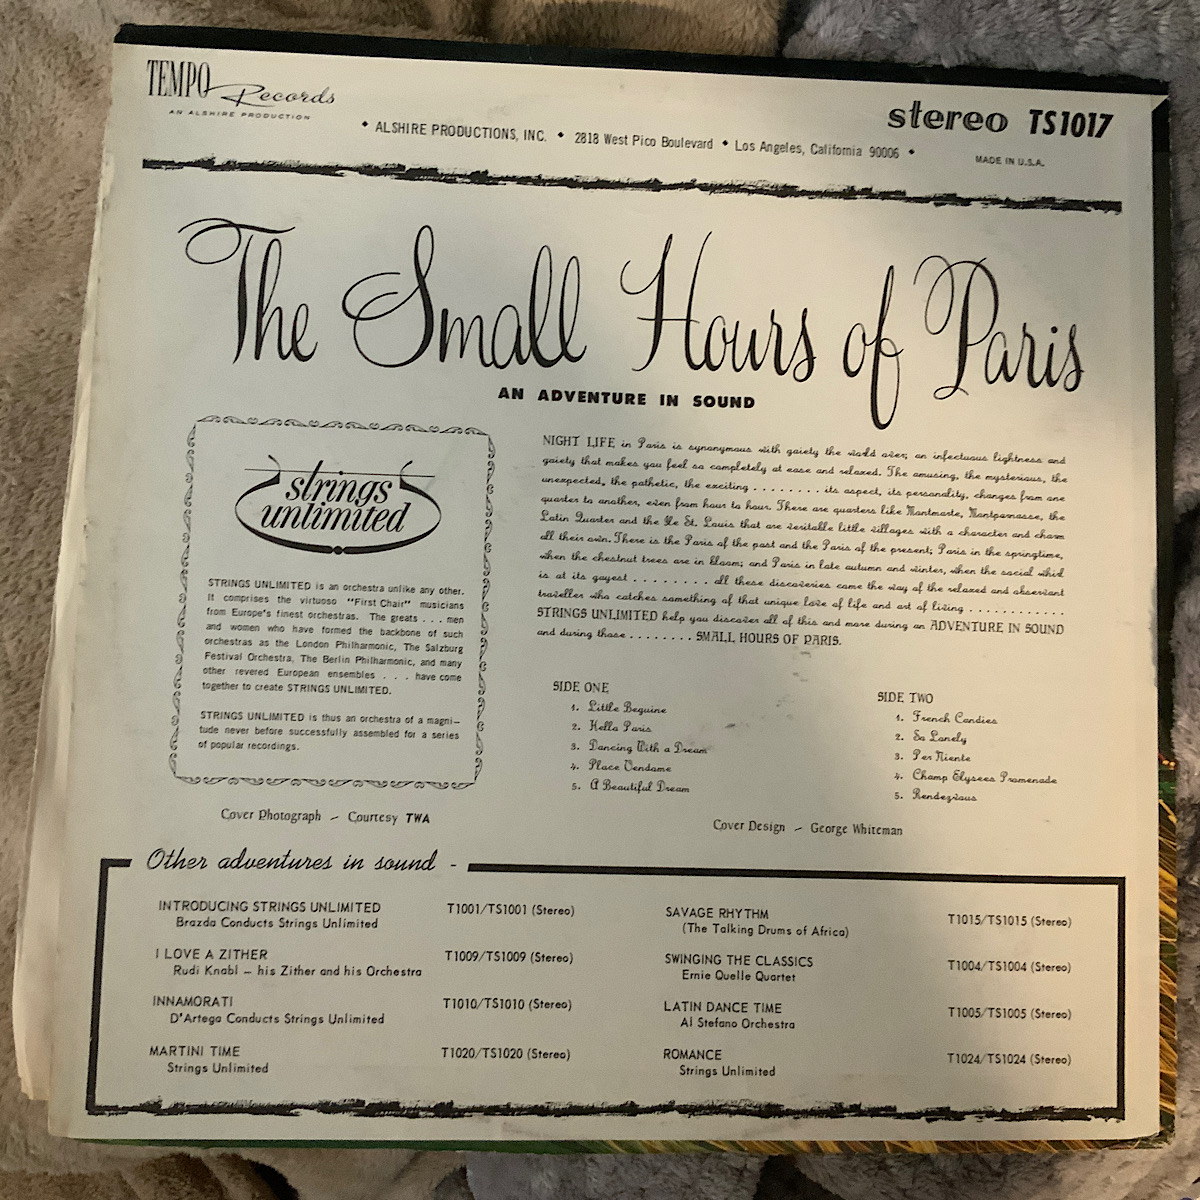 TEMPO Records
AN ALSHIRE PRODUCTION
• ALSHIRE PRODUCTIONS, INC. • 2818 West Pico Boulevard • Los Angeles, California 90006 •
stereo TS1017
MADE IN U.S.A.
The Small Hours of Paris
AN ADVENTURE IN SOUND
strings
unlimited
STRINGS UNLIMITED is an orchestra unlike any other.
It comprises the virtuoso "First Chair" musicians
from Europe's finest orchestras. The greats . . . men
and women who have formed the backbone of such
orchestras as the London Philharmonic, The Salzburg
Festival Orchestra, The Berlin Philharmonic, and many
other revered European ensembles . . . have come
together to create STRINGS UNLIMITED.
STRINGS UNLIMITED is thus an orchestra of a magni-
tude never before successfully assembled for a series
of popular recordings.
Cover Photograph - Courtesy TWA
NIGHT LIFE in Paris is synonymous with gaiety the world over; an infectuous lightness and
gaiety that makes you feel so completely at ease and relaxed. The amusing, the mysterious, the
unexpected, the pathetic, the exciting . . . . . . . . its aspect, its personality, changes from one
quarter to another, even from hour to hour. There are quarters like Montmarte, Montparnasse, the
Latin Quarter and the Ile St. Louis that are veritable little villages with a character and charm
all their own. There is the Paris of the past and the Paris of the present; Paris in the springtime,
when the chestnut trees are in bloom; and Paris in late autumn and winter, when the social whirl
is at its gayest . . . . . . . . all these discoveries come the way of the relaxed and observant
traveller who catches something of that unique love of life and art of living . . . . . . . . . . . .
STRINGS UNLIMITED help you discover all of this and more during an ADVENTURE IN SOUND
and during those . . . . . . . . SMALL HOURS OF PARIS.
SIDE ONE
1. Little Beguine
2. Hello Paris
3. Dancing With a Dream
4. Place Vendome
5. A Beautiful Dream
SIDE TWO
1. French Candies
2. So Lonely
3. Per Niente
4. Champ Elysees Promenade
5. Rendezvous
Cover Design - George Whiteman
Other adventures in sound -
INTRODUCING STRINGS UNLIMITED T1001/TS1001 (Stereo)
Brazda Conducts Strings Unlimited
I LOVE A ZITHER T1009/TS1009 (Stereo)
Rudi Knabl - his Zither and his Orchestra
INNAMORATI T1010/TS1010 (Stereo)
D'Artega Conducts Strings Unlimited
MARTINI TIME T1020/TS1020 (Stereo)
Strings Unlimited
SAVAGE RHYTHM T1015/TS1015 (Stereo)
(The Talking Drums of Africa)
SWINGING THE CLASSICS T1004/TS1004 (Stereo)
Ernie Quelle Quartet
LATIN DANCE TIME T1005/TS1005 (Stereo)
Al Stefano Orchestra
ROMANCE T1024/TS1024 (Stereo)
Strings Unlimited